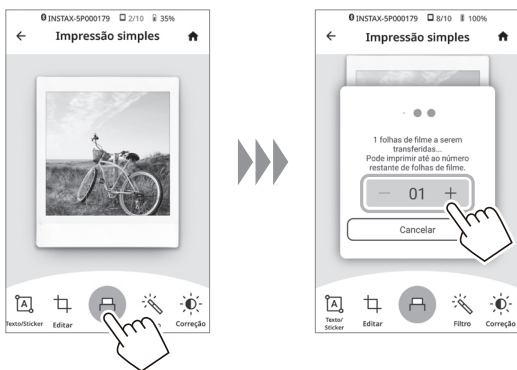 INSTAX-5P000179 2/10 35%
Impressão simples
A
Texto/Sticker Editar Correção
INSTAX-5P000179 8/10 100%
Impressão simples
1 folhas de filme a serem
transferidas...
Pode imprimir até ao número
restante de folhas de filme.
— 01 +
Cancelar
A
Texto/
Sticker Editar Filtro Correção